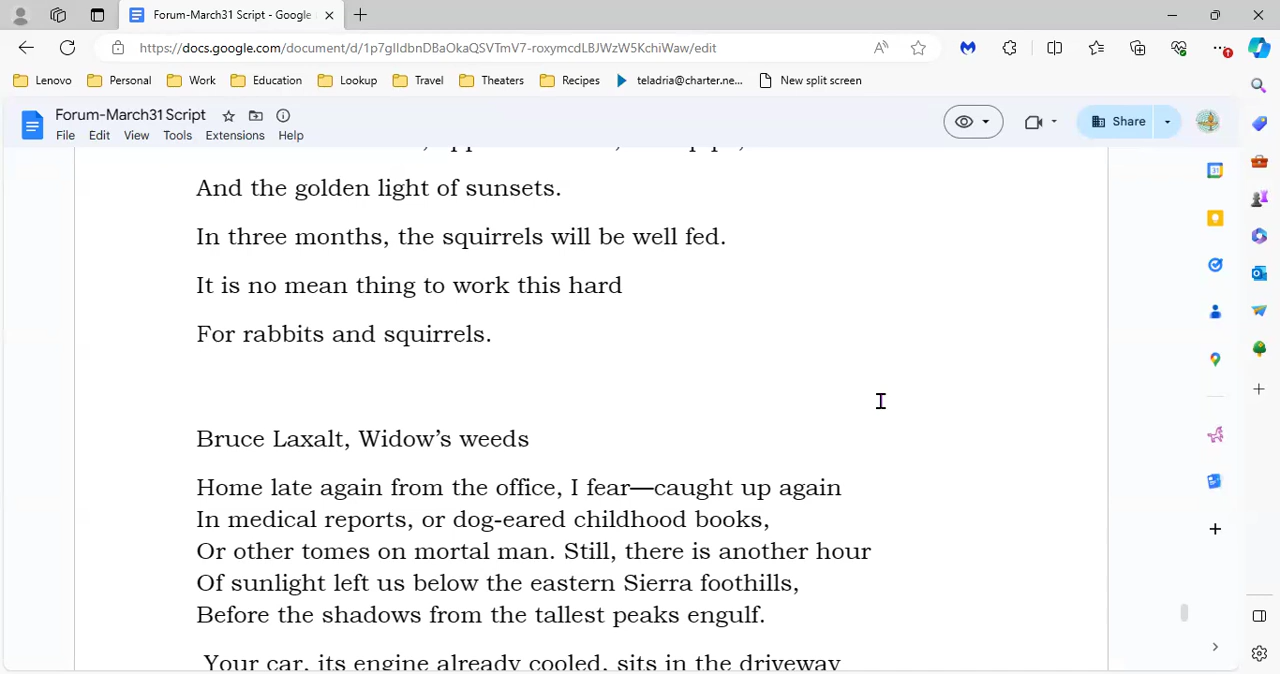 Forum-March31 Script - Google
https://docs.google.com/document/d/1p7gIldbnDBaOkaQSVTmV7-roxymcdLBJWzW5KchiWaw/edit
Lenovo Personal Work Education Lookup Travel Theaters Recipes teladria@charter.ne... New split screen
Forum-March31 Script
File Edit View Tools Extensions Help
Share
And the golden light of sunsets.
In three months, the squirrels will be well fed.
It is no mean thing to work this hard
For rabbits and squirrels.
Bruce Laxalt, Widow's weeds
Home late again from the office, I fear—caught up again
In medical reports, or dog-eared childhood books,
Or other tomes on mortal man. Still, there is another hour
Of sunlight left us below the eastern Sierra foothills,
Before the shadows from the tallest peaks engulf.
Your car, its engine already cooled, sits in the driveway